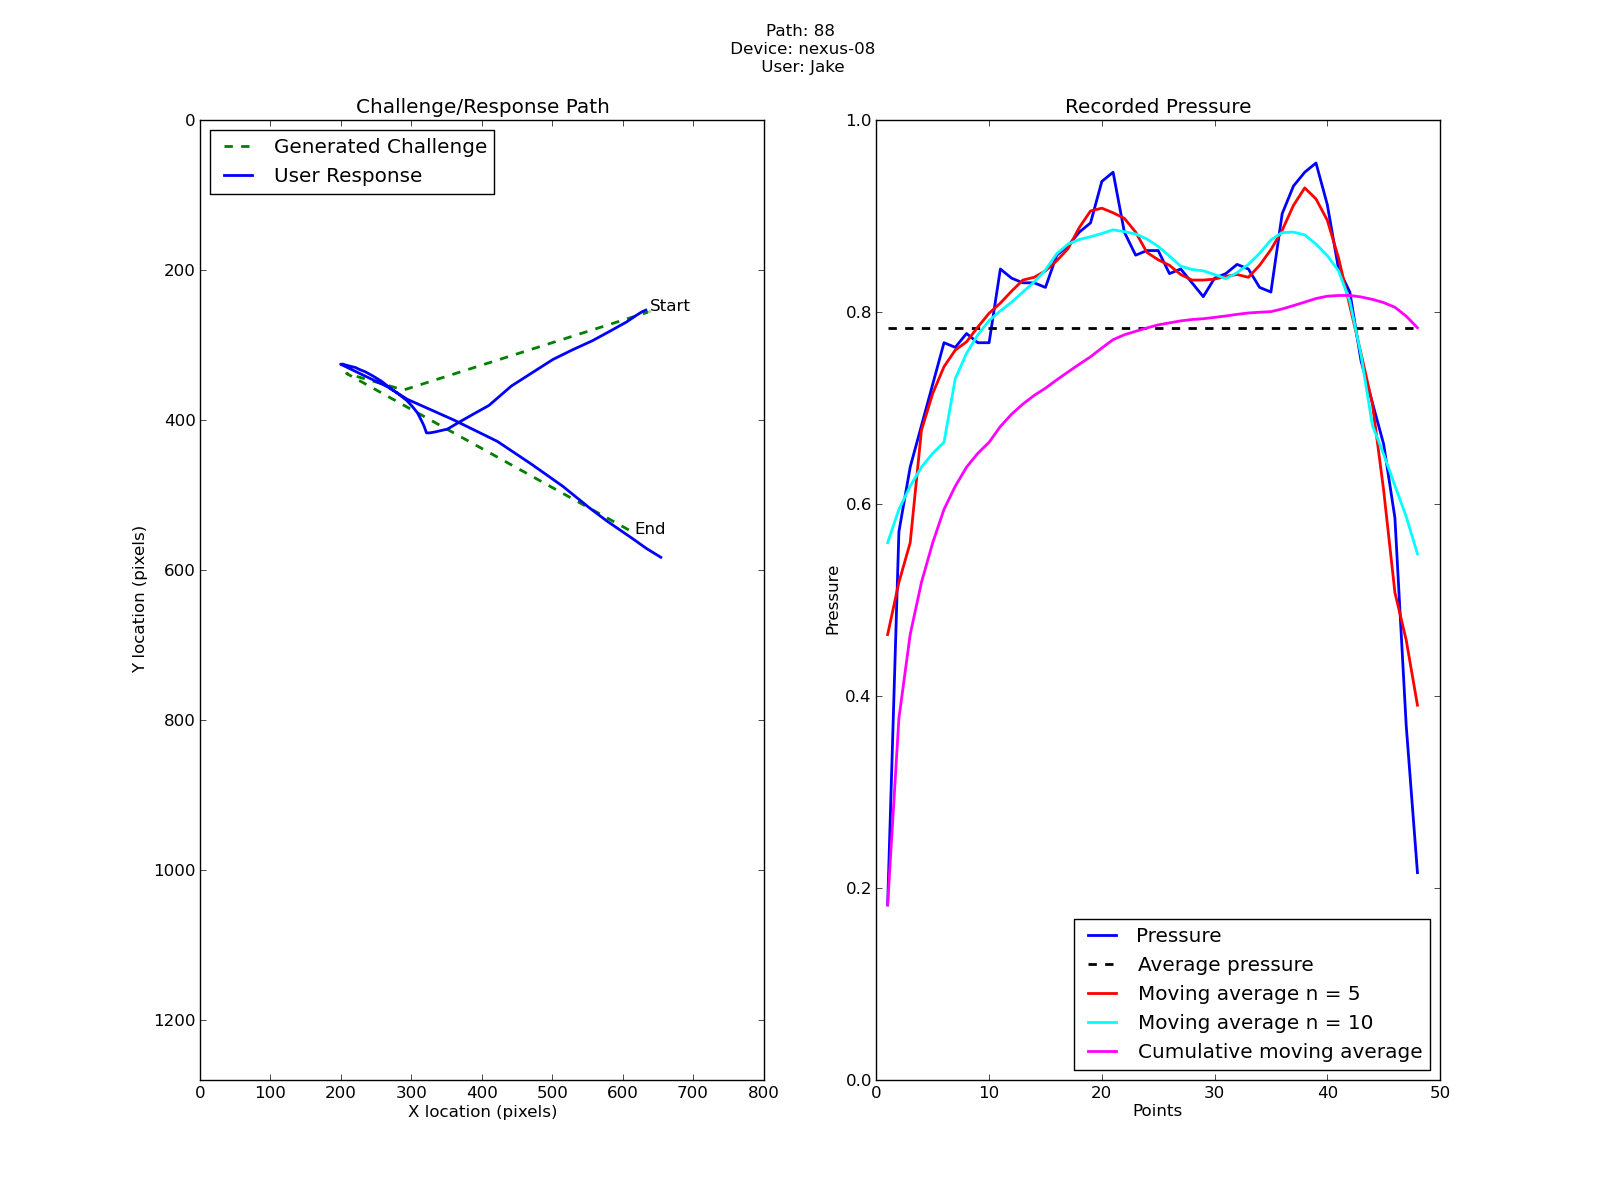 Path: 88
Device: nexus-08
User: Jake
Challenge/Response Path
Generated Challenge
User Response
Start
End
0
200
400
600
800
1000
1200
Y location (pixels)
0 100 200 300 400 500 600 700 800
X location (pixels)
Recorded Pressure
1.0
0.8
0.6
0.4
0.2
0.0
Pressure
Pressure
Average pressure
Moving average n = 5
Moving average n = 10
Cumulative moving average
0 10 20 30 40 50
Points